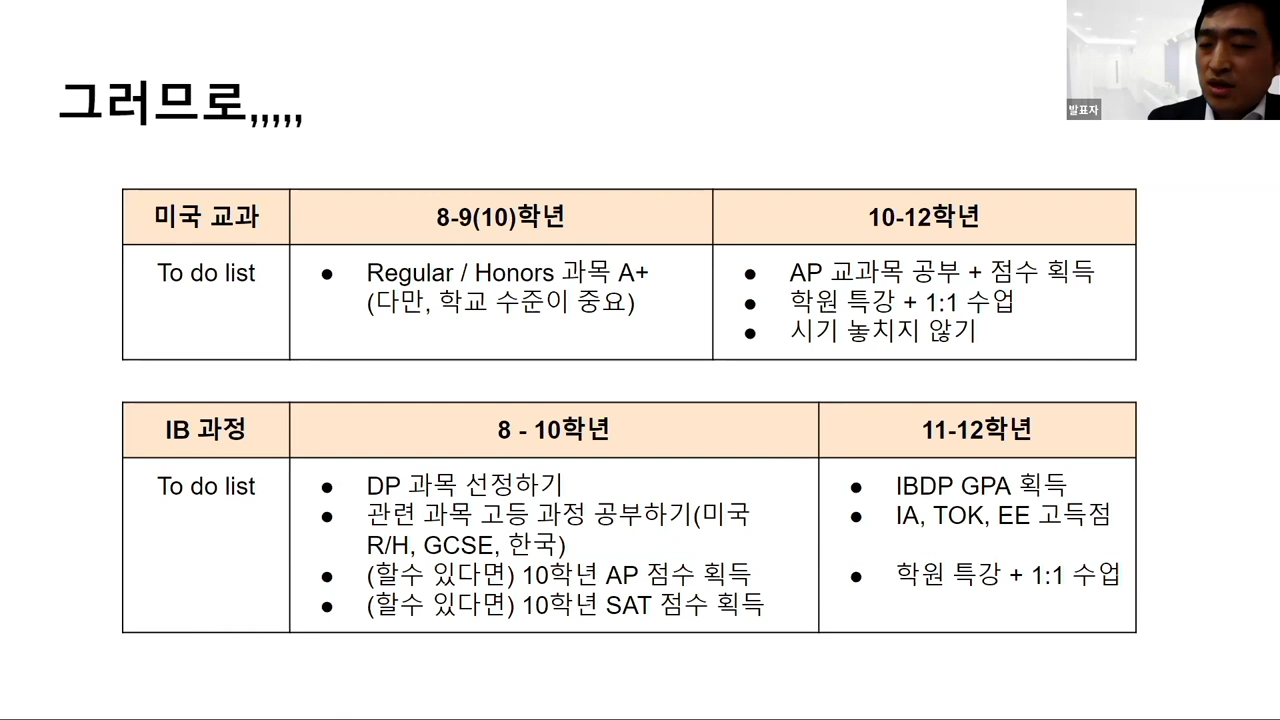 그러므로,,,,,
발표자
미국 교과 8-9(10)학년 10-12학년
To do list
● Regular / Honors 과목 A+
(다만, 학교 수준이 중요)
● AP 교과목 공부 + 점수 획득
● 학원 특강 + 1:1 수업
● 시기 놓치지 않기
IB 과정 8 - 10학년 11-12학년
To do list
● DP 과목 선정하기
● 관련 과목 고등 과정 공부하기(미국
R/H, GCSE, 한국)
● (할수 있다면) 10학년 AP 점수 획득
● (할수 있다면) 10학년 SAT 점수 획득
● IBDP GPA 획득
● IA, TOK, EE 고득점
● 학원 특강 + 1:1 수업